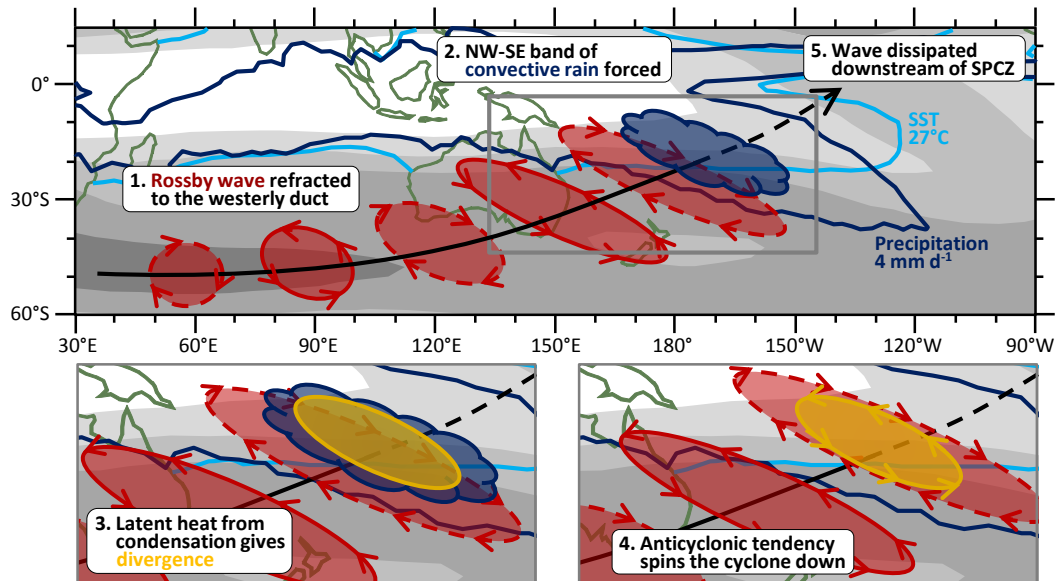 2. NW-SE band of
convective rain forced
5. Wave dissipated
downstream of SPCZ
0°
SST
27°C
1. Rossby wave refracted
to the westerly duct
30°S
Precipitation
4 mm d⁻¹
60°S
30°E 60°E 90°E 120°E 150°E 180° 150°W 120°W 90°W
3. Latent heat from
condensation gives
divergence
4. Anticyclonic tendency
spins the cyclone down